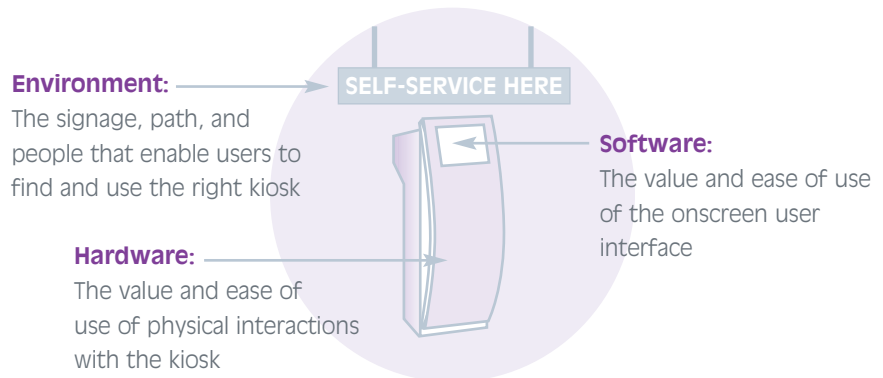 SELF-SERVICE HERE
Environment:
The signage, path, and
people that enable users to
find and use the right kiosk
Software:
The value and ease of use
of the onscreen user
interface
Hardware:
The value and ease of
use of physical interactions
with the kiosk